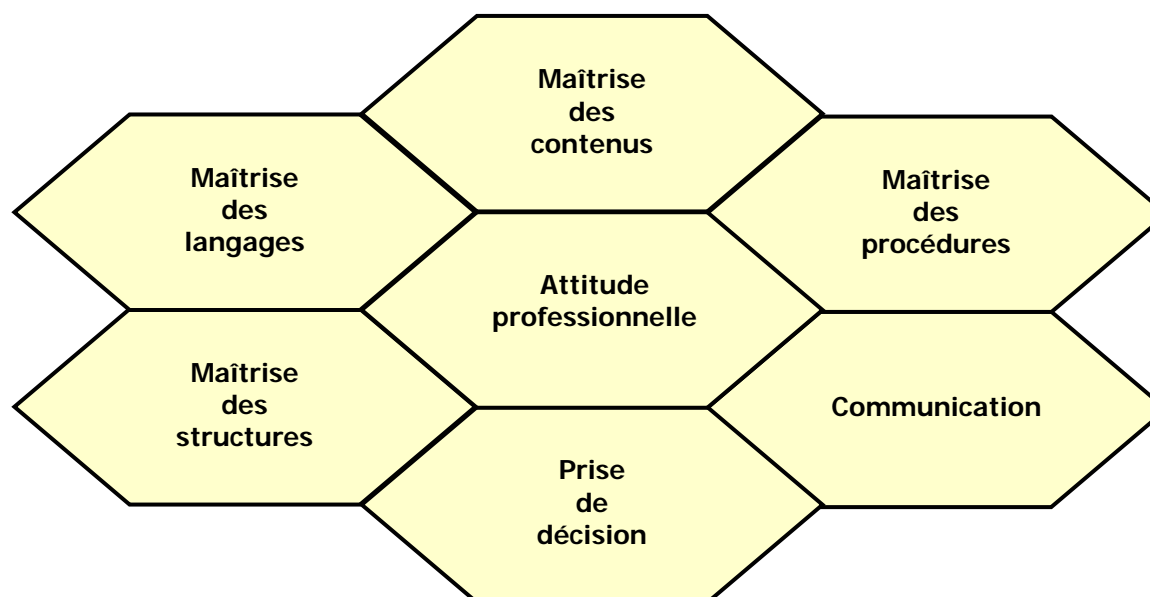 Maîtrise
des
contenus
Maîtrise
des
langages
Maîtrise
des
procédures
Attitude
professionnelle
Maîtrise
des
structures
Communication
Prise
de
décision